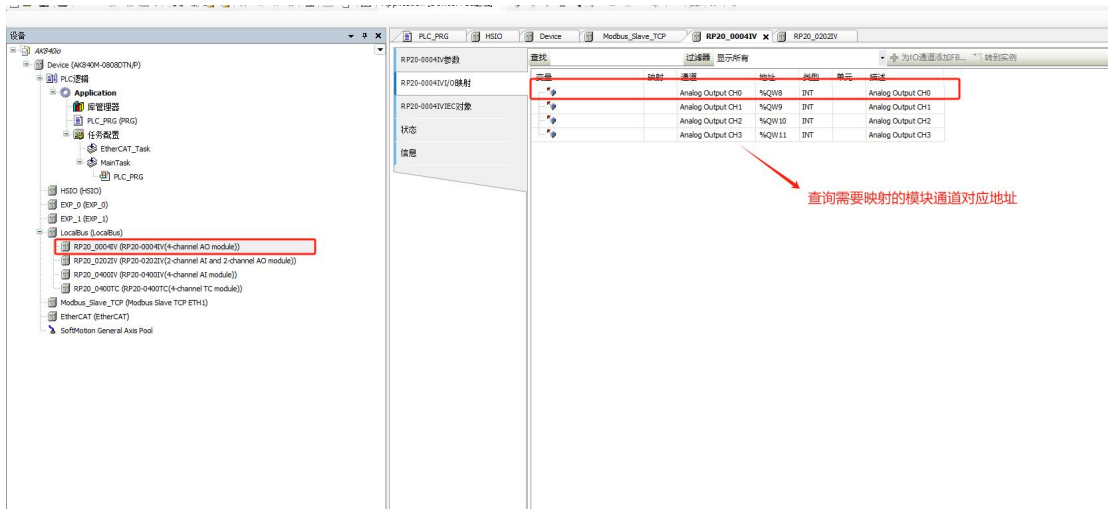 设备
AK840io
Device (AK840M-0808DTN/P)
PLC逻辑
Application
库管理器
PLC_PRG (PRG)
任务配置
EtherCAT_Task
MainTask
PLC_PRG
HSIO (HSIO)
EXP_0 (EXP_0)
EXP_1 (EXP_1)
LocalBus (LocalBus)
RP20_0004IV (RP20-0004IV(4-channel AO module))
RP20_0202IV (RP20-0202IV(2-channel AI and 2-channel AO module))
RP20_0400IV (RP20-0400IV(4-channel AI module))
RP20_0400TC (RP20-0400TC(4-channel TC module))
Modbus_Slave_TCP (Modbus Slave TCP ETH1)
EtherCAT (EtherCAT)
SoftMotion General Axis Pool
PLC_PRG HSIO Device Modbus_Slave_TCP RP20_0004IV RP20_0202IV
RP20-0004IV参数
RP20-0004IVI/O映射
RP20-0004IVIEC对象
状态
信息
查找 过滤器 显示所有 为IO通道添加FB... 转到实例
变量 映射 通道 地址 类型 单元 描述
Analog Output CH0 %QW8 INT Analog Output CH0
Analog Output CH1 %QW9 INT Analog Output CH1
Analog Output CH2 %QW10 INT Analog Output CH2
Analog Output CH3 %QW11 INT Analog Output CH3
查询需要映射的模块通道对应地址